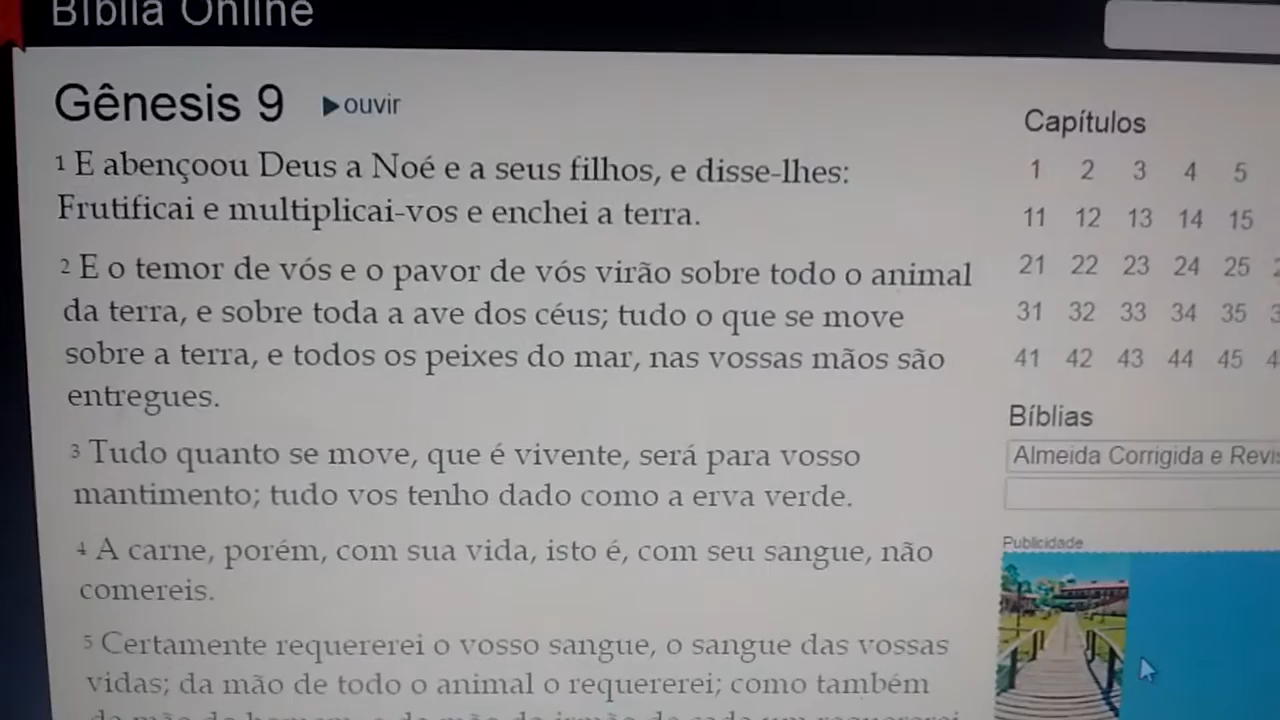 Bíblia Online
Gênesis 9 ▶ouvir
1 E abençoou Deus a Noé e a seus filhos, e disse-lhes:
Frutificai e multiplicai-vos e enchei a terra.
2 E o temor de vós e o pavor de vós virão sobre todo o animal
da terra, e sobre toda a ave dos céus; tudo o que se move
sobre a terra, e todos os peixes do mar, nas vossas mãos são
entregues.
3 Tudo quanto se move, que é vivente, será para vosso
mantimento; tudo vos tenho dado como a erva verde.
4 A carne, porém, com sua vida, isto é, com seu sangue, não
comereis.
5 Certamente requererei o vosso sangue, o sangue das vossas
vidas; da mão de todo o animal o requererei; como também
Capítulos
1 2 3 4 5
11 12 13 14 15
21 22 23 24 25
31 32 33 34 35
41 42 43 44 45
Bíblias
Almeida Corrigida e
Publicidade